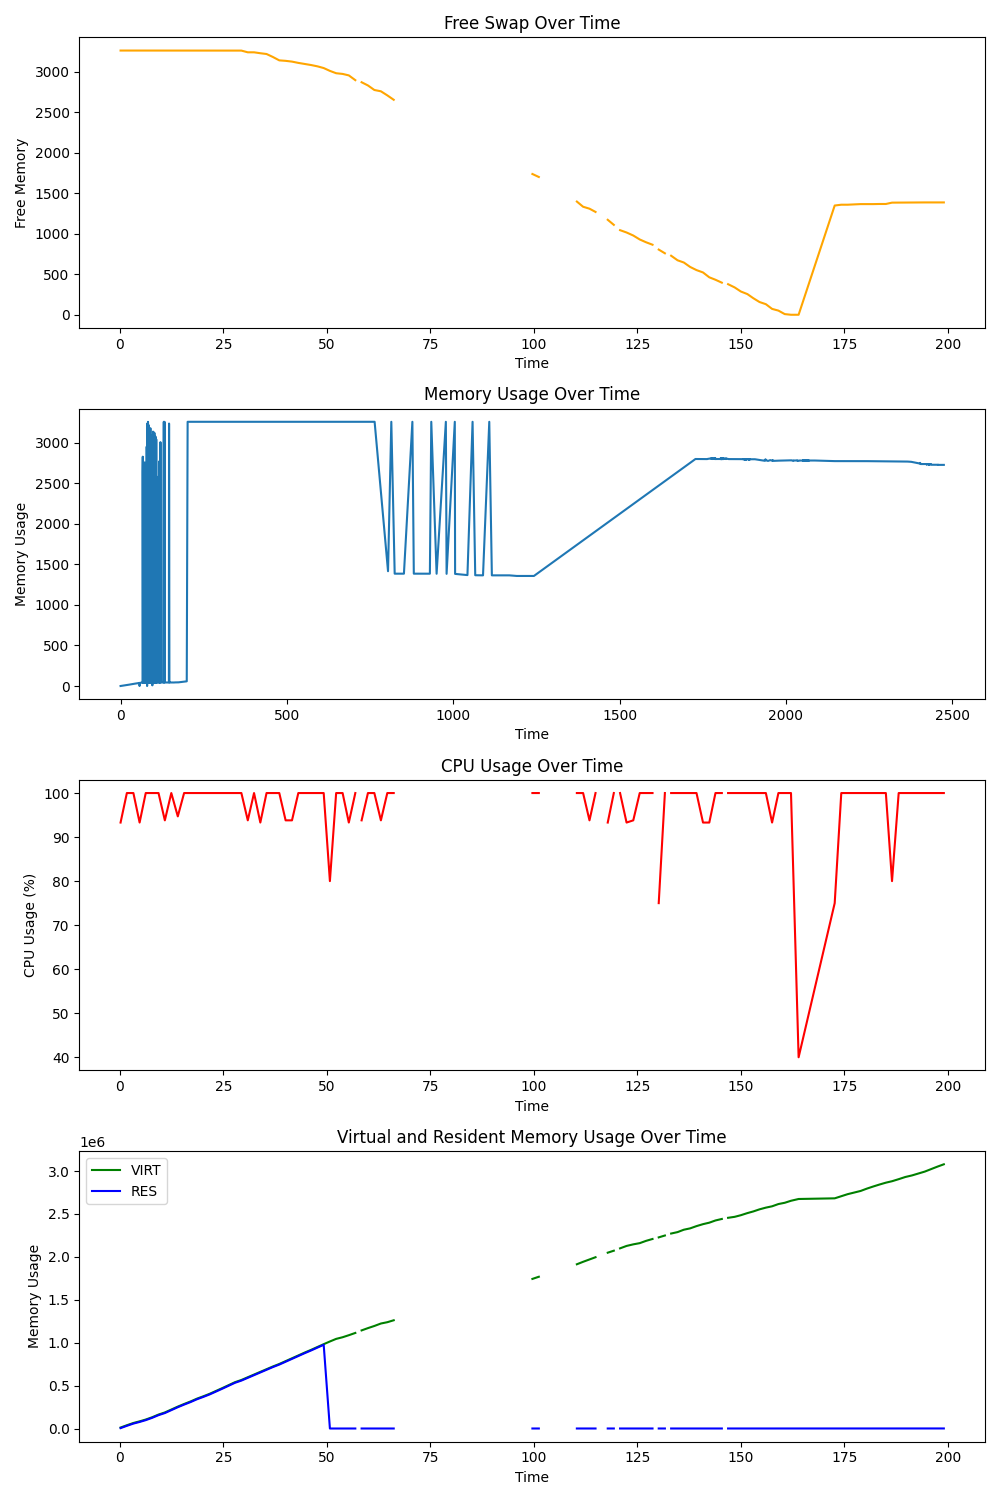 Free Swap Over Time
Free Memory
3000
2500
2000
1500
1000
500
0
0 25 50 75 100 125 150 175 200
Time
Memory Usage Over Time
Memory Usage
3000
2500
2000
1500
1000
500
0
0 500 1000 1500 2000 2500
Time
CPU Usage Over Time
CPU Usage (%)
100
90
80
70
60
50
40
0 25 50 75 100 125 150 175 200
Time
Virtual and Resident Memory Usage Over Time
1e6
Memory Usage
VIRT
RES
3.0
2.5
2.0
1.5
1.0
0.5
0.0
0 25 50 75 100 125 150 175 200
Time